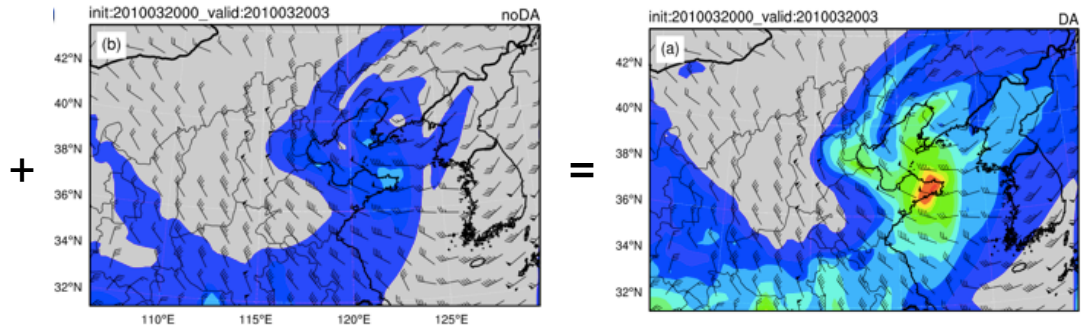 init:2010032000_valid:2010032003 noDA
(b)
42°N
40°N
38°N
36°N
34°N
32°N
110°E 115°E 120°E 125°E
+
=
init:2010032000_valid:2010032003 DA
(a)
42°N
40°N
38°N
36°N
34°N
32°N